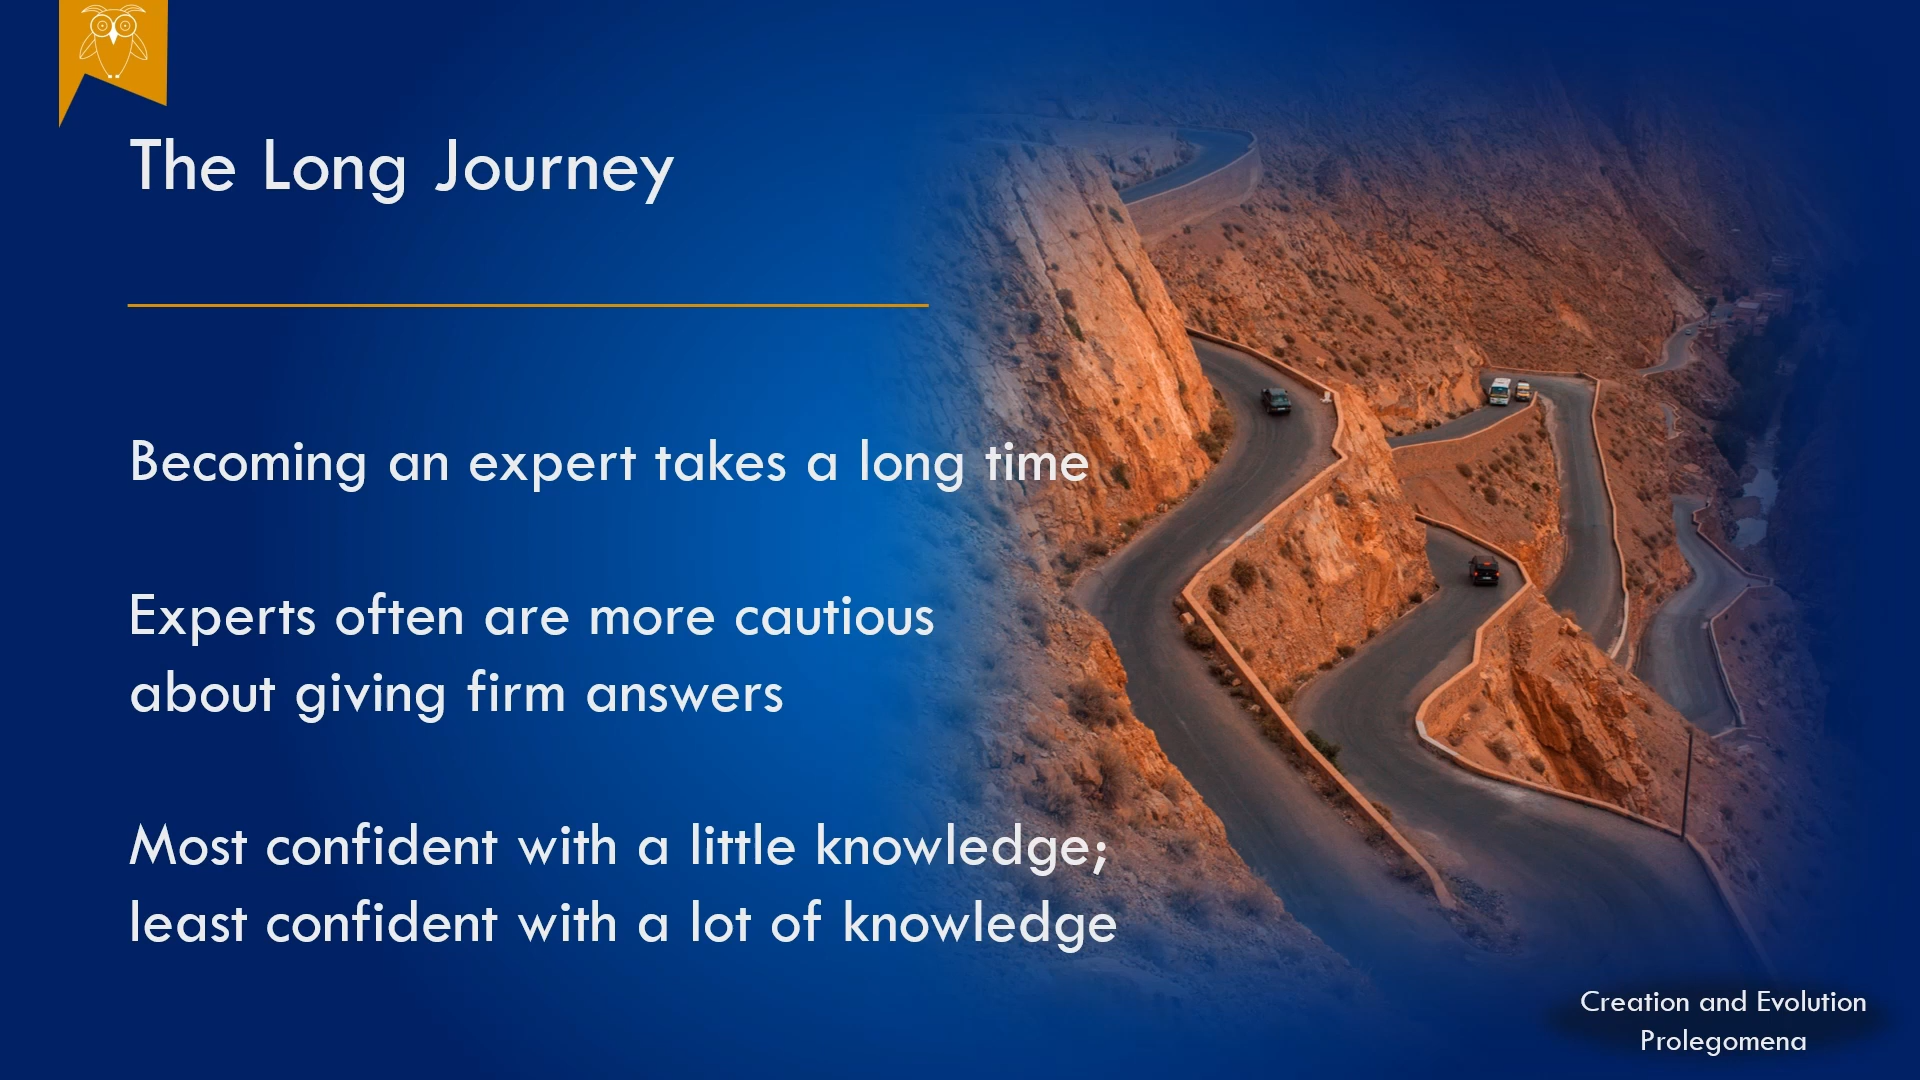 The Long Journey
Becoming an expert takes a long time
Experts often are more cautious
about giving firm answers
Most confident with a little knowledge;
least confident with a lot of knowledge
Creation and Evolution
Prolegomena